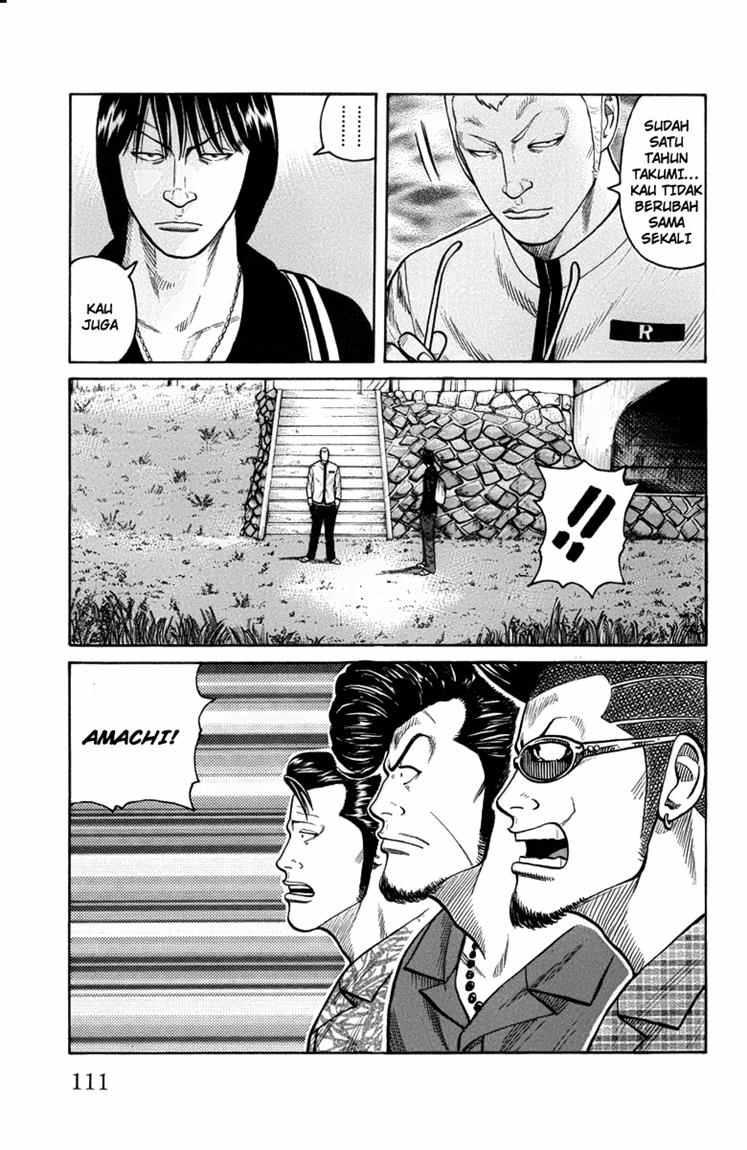 SUDAH
SATU
TAHUN
TAKUMI...
KAU TIDAK
BERUBAH
SAMA
SEKALI
R
.......
KAU
JUGA
!!
AMACHI!
111